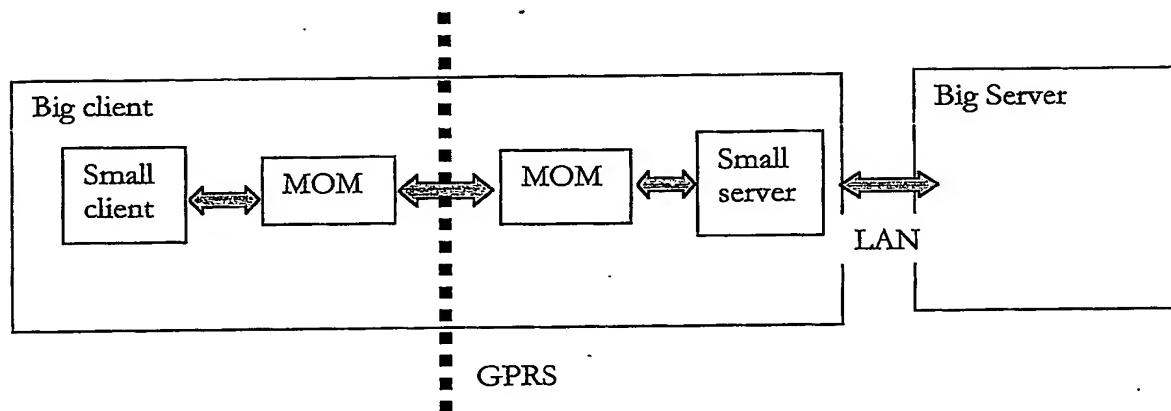 Big client
Big Server
Small
client
MOM
MOM
Small
server
LAN
GPRS